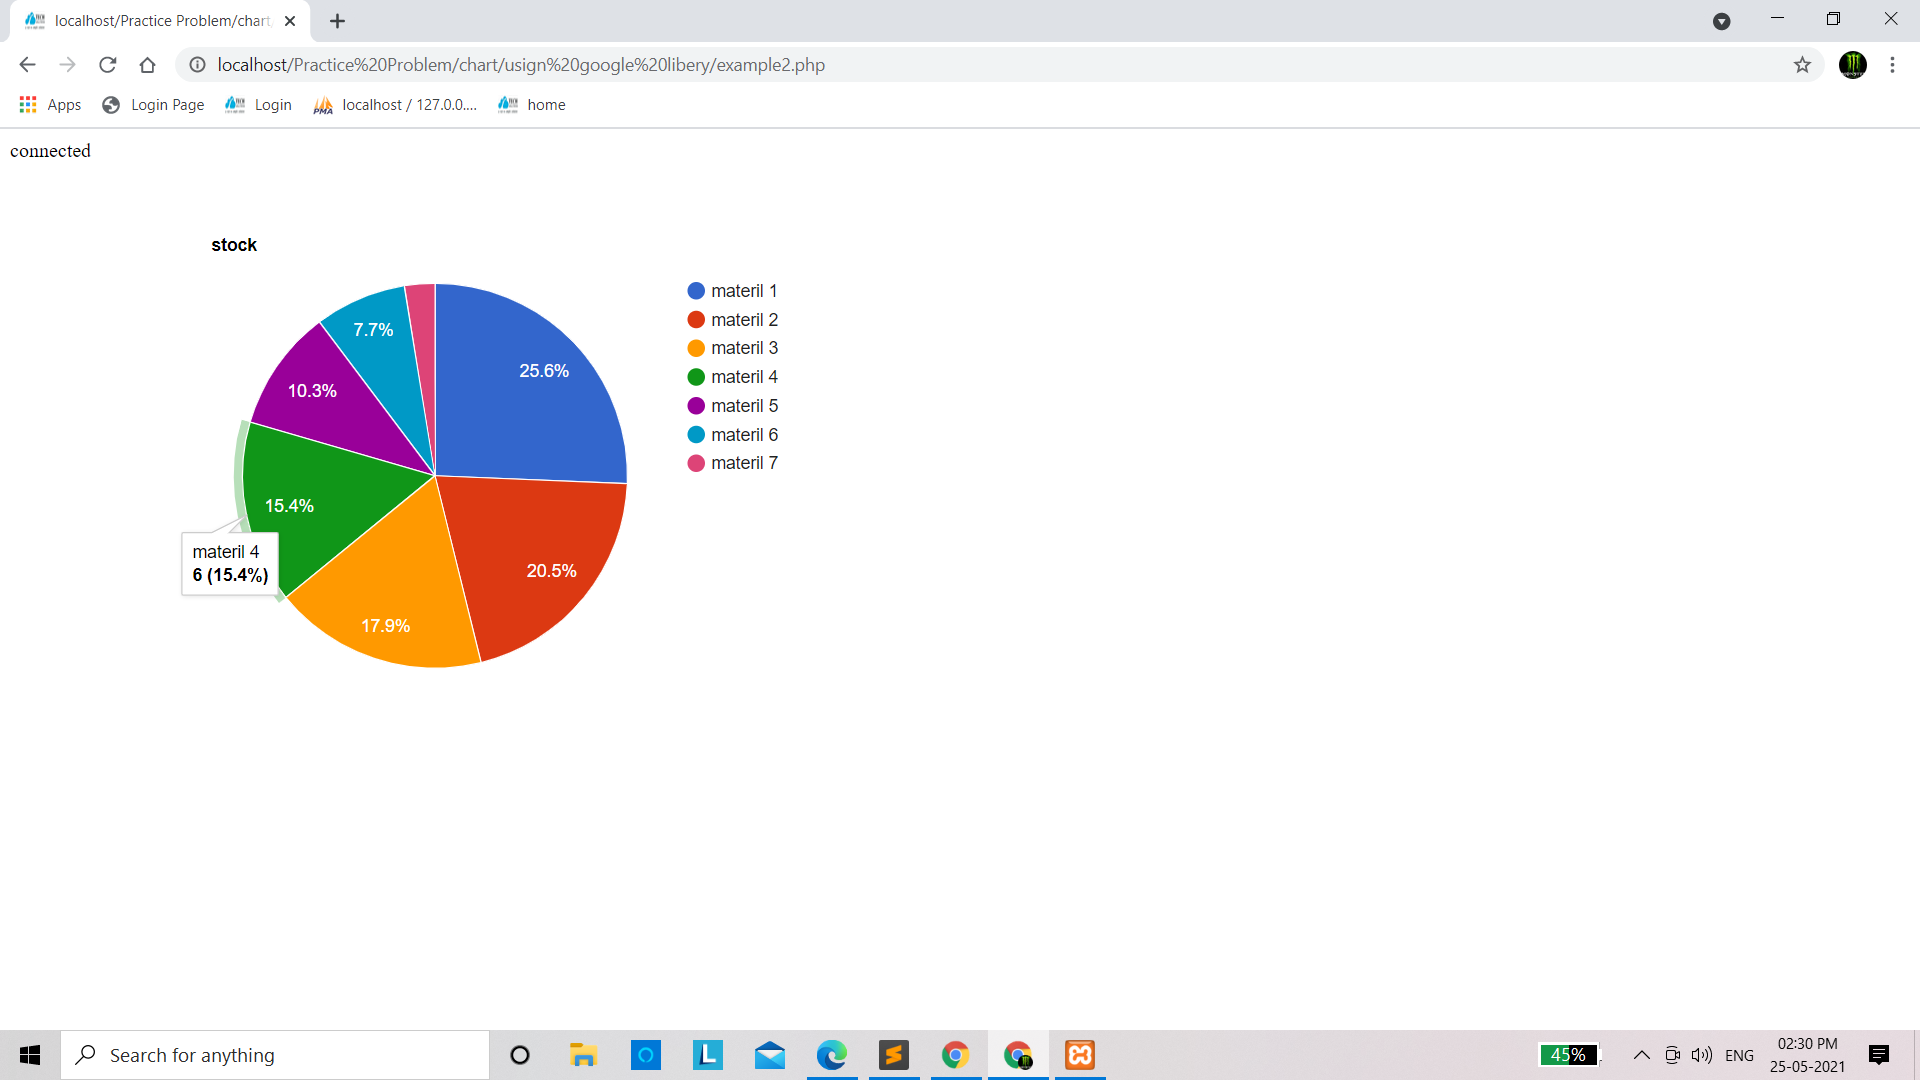 localhost/Practice Problem/chart
localhost/Practice%20Problem/chart/usign%20google%20libery/example2.php
Apps
Login Page
Login
PMA
localhost / 127.0.0....
home
connected
stock
25.6%
20.5%
17.9%
15.4%
10.3%
7.7%
materil 4
6 (15.4%)
materil 1
materil 2
materil 3
materil 4
materil 5
materil 6
materil 7
Search for anything
45%
ENG
02:30 PM
25-05-2021